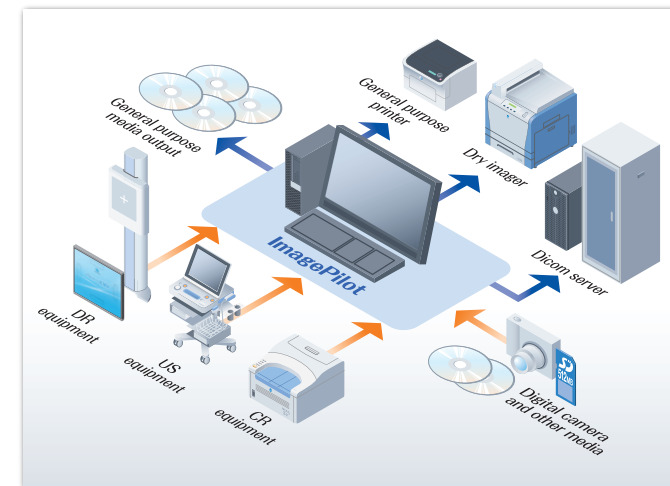 General purpose
media output
General purpose
printer
Dry imager
Dicom server
ImagePilot
DR
equipment
US
equipment
CR
equipment
SD
512MB
Digital camera
and other media